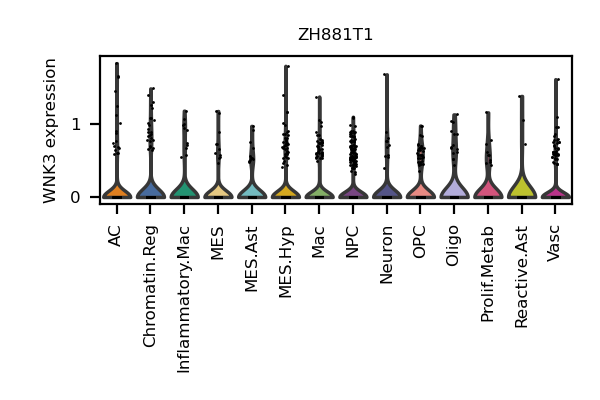 ZH881T1
WNK3 expression
1
0
AC
Chromatin.Reg
Inflammatory.Mac
MES
MES.Ast
MES.Hyp
Mac
NPC
Neuron
OPC
Oligo
Prolif.Metab
Reactive.Ast
Vasc